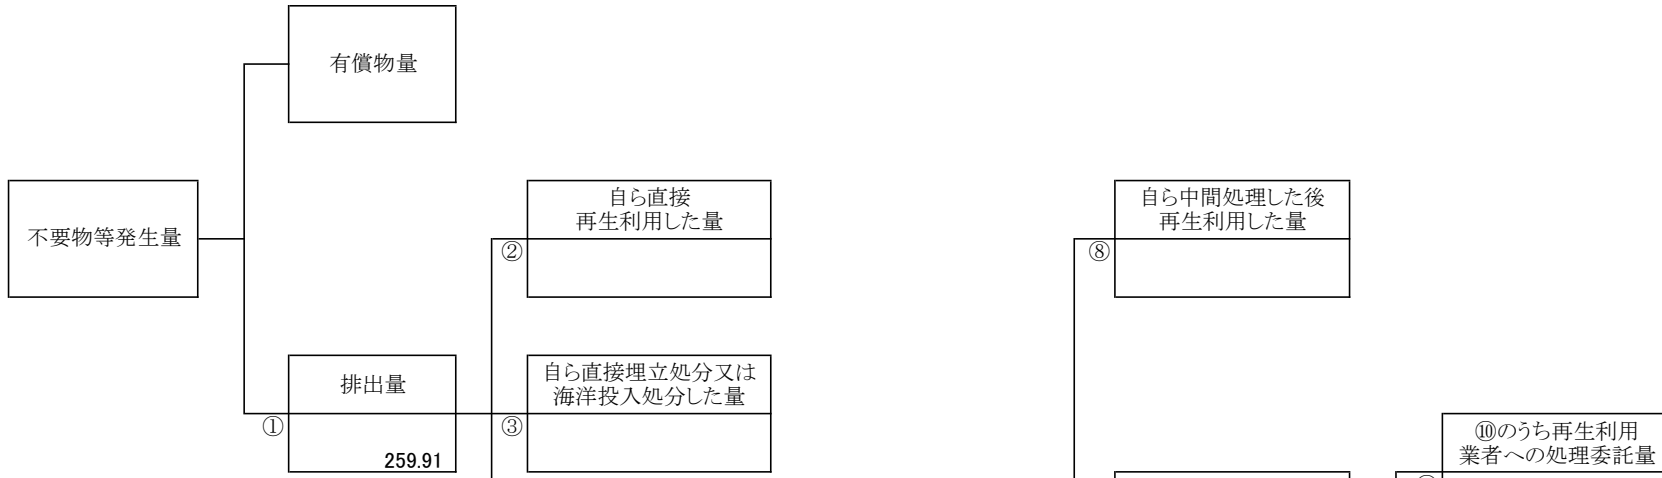 有償物量
不要物等発生量
自ら直接
再生利用した量
②
自ら中間処理した後
再生利用した量
⑧
排出量
①
259.91
自ら直接埋立処分又は
海洋投入処分した量
③
⑩のうち再生利用
業者への処理委託量